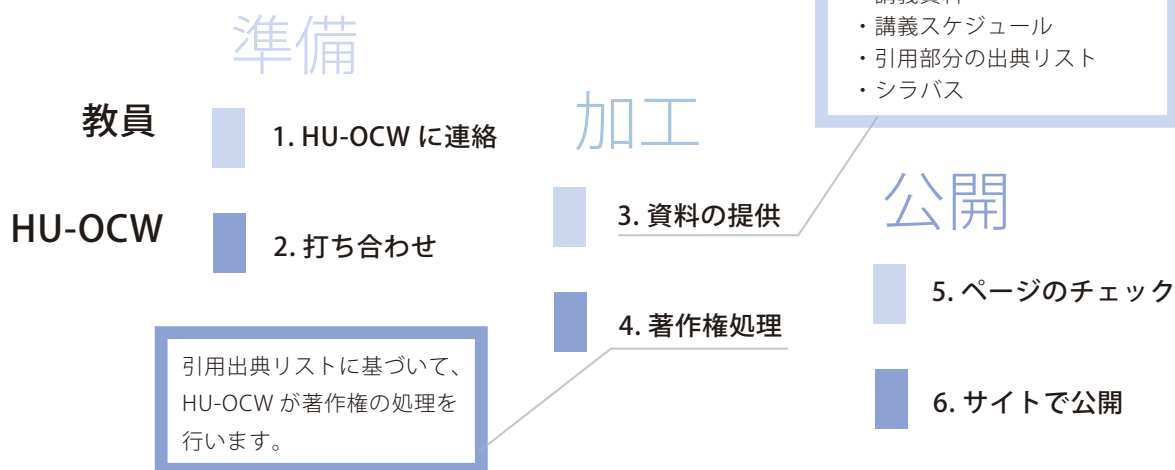 ・講義スケジュール
・引用部分の出典リスト
・シラバス
準備
教員
1. HU-OCW に連絡
HU-OCW
2. 打ち合わせ
加工
3. 資料の提供
4. 著作権処理
引用出典リストに基づいて、
HU-OCW が著作権の処理を
行います。
公開
5. ページのチェック
6. サイトで公開